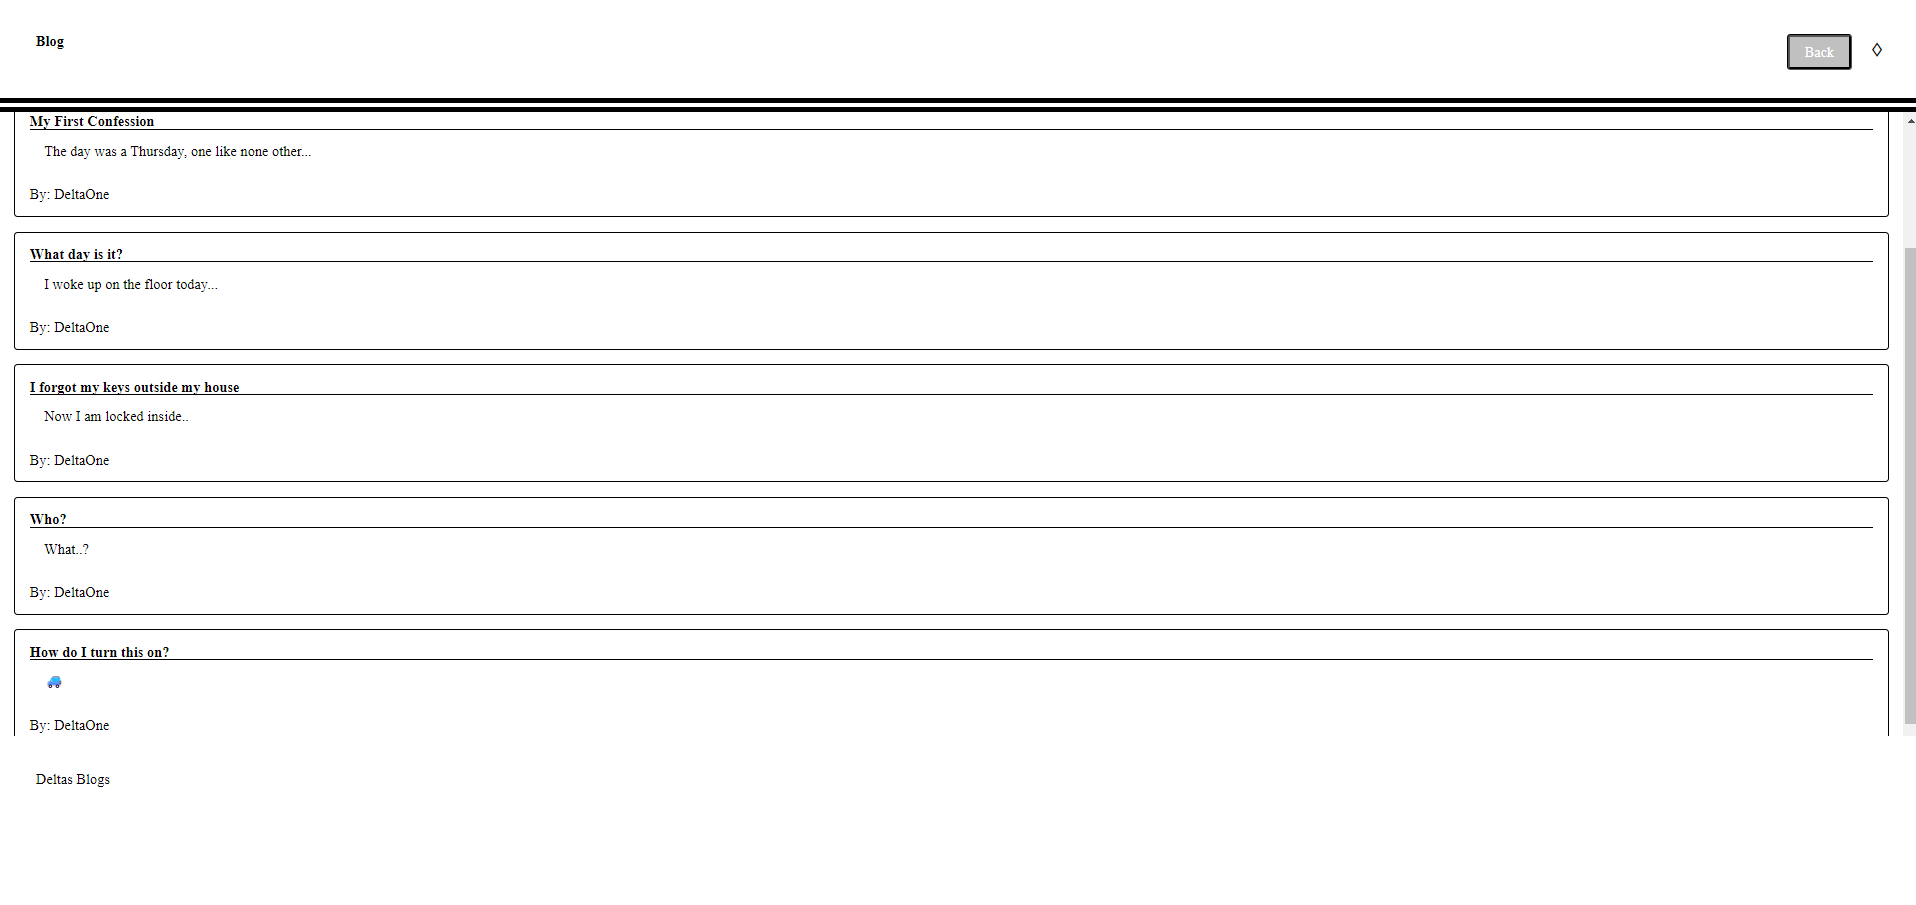 Blog
Back
My First Confession
The day was a Thursday, one like none other...
By: DeltaOne
What day is it?
I woke up on the floor today...
By: DeltaOne
I forgot my keys outside my house
Now I am locked inside..
By: DeltaOne
Who?
What..?
By: DeltaOne
How do I turn this on?
🚙
By: DeltaOne
Deltas Blogs